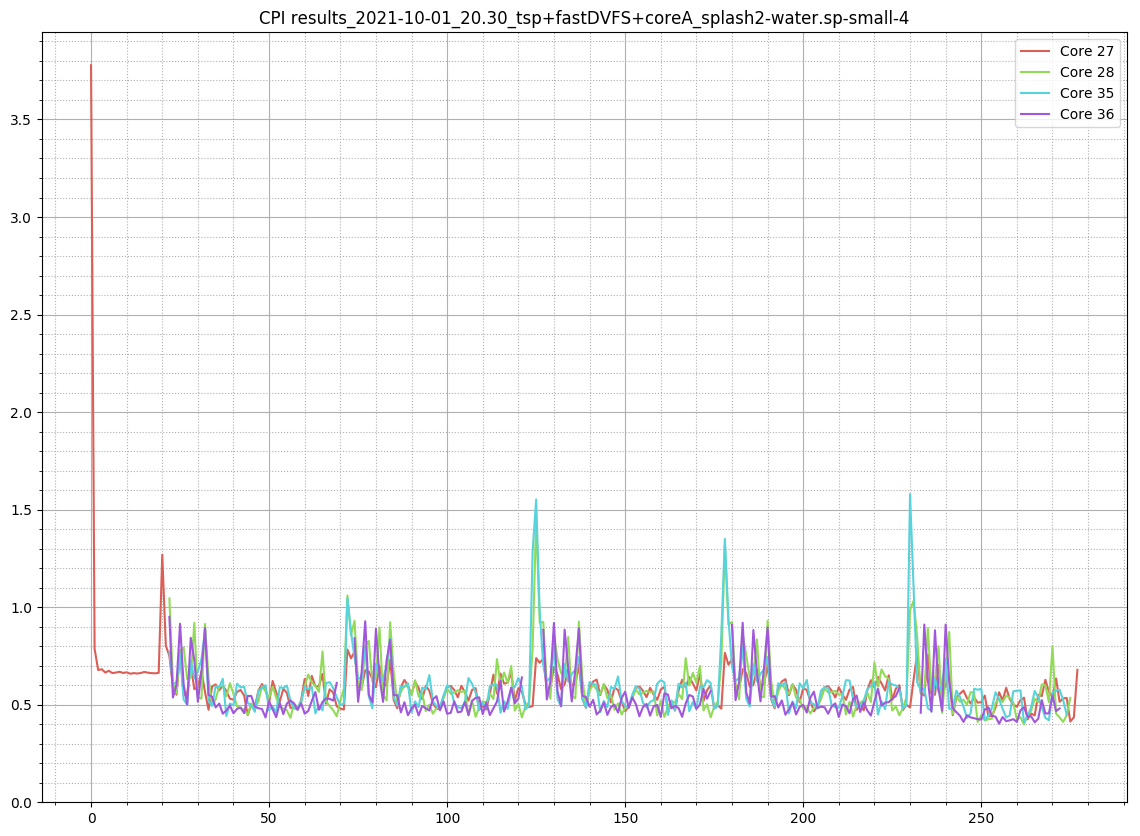 CPI results_2021-10-01_20.30_tsp+fastDVFS+coreA_splash2-water.sp-small-4
Core 27
Core 28
Core 35
Core 36
3.5
3.0
2.5
2.0
1.5
1.0
0.5
0.0
0 50 100 150 200 250